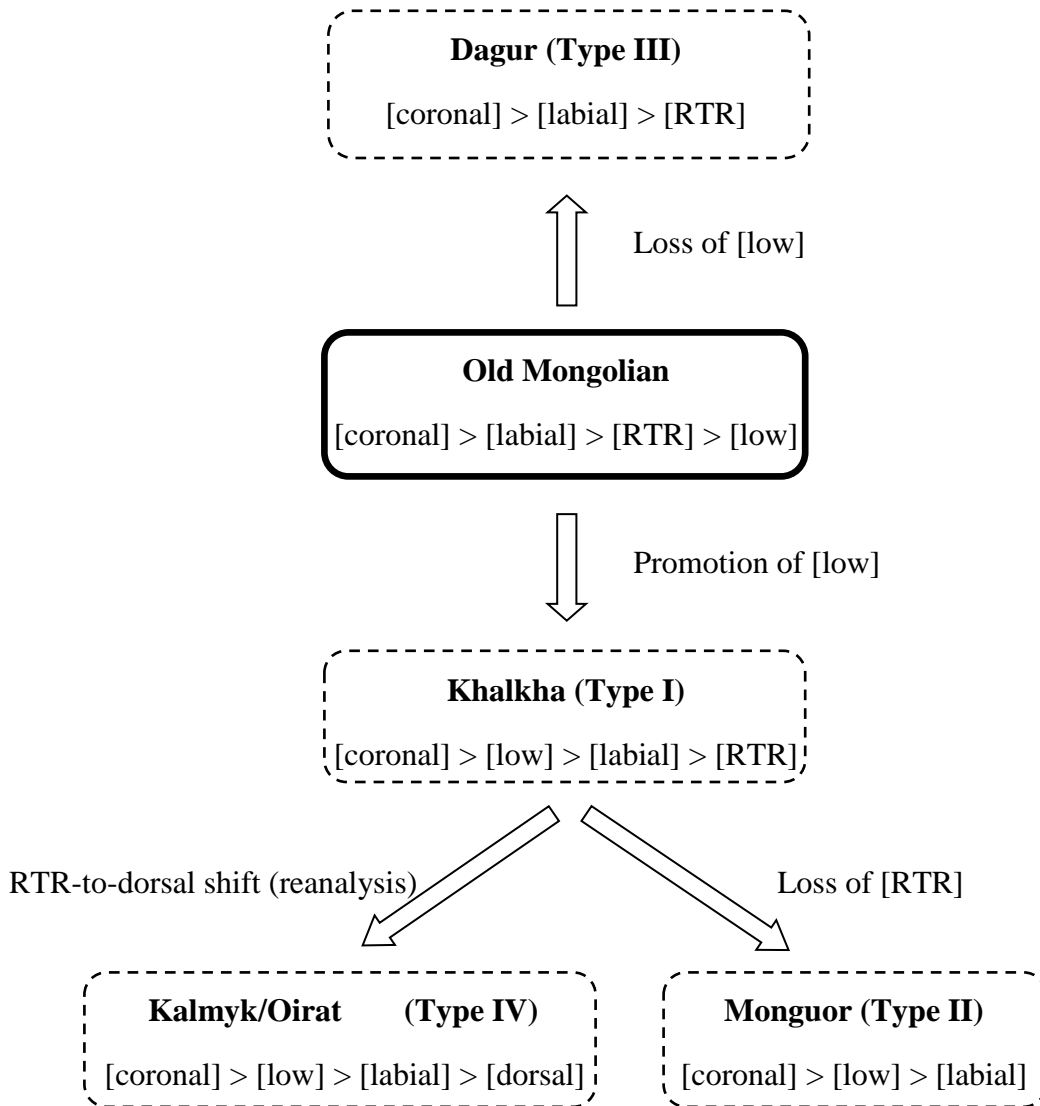 Dagur (Type III)
[coronal] > [labial] > [RTR]
Loss of [low]
Old Mongolian
[coronal] > [labial] > [RTR] > [low]
Promotion of [low]
Khalkha (Type I)
[coronal] > [low] > [labial] > [RTR]
RTR-to-dorsal shift (reanalysis)
Loss of [RTR]
Kalmyk/Oirat (Type IV)
[coronal] > [low] > [labial] > [dorsal]
Monguor (Type II)
[coronal] > [low] > [labial]